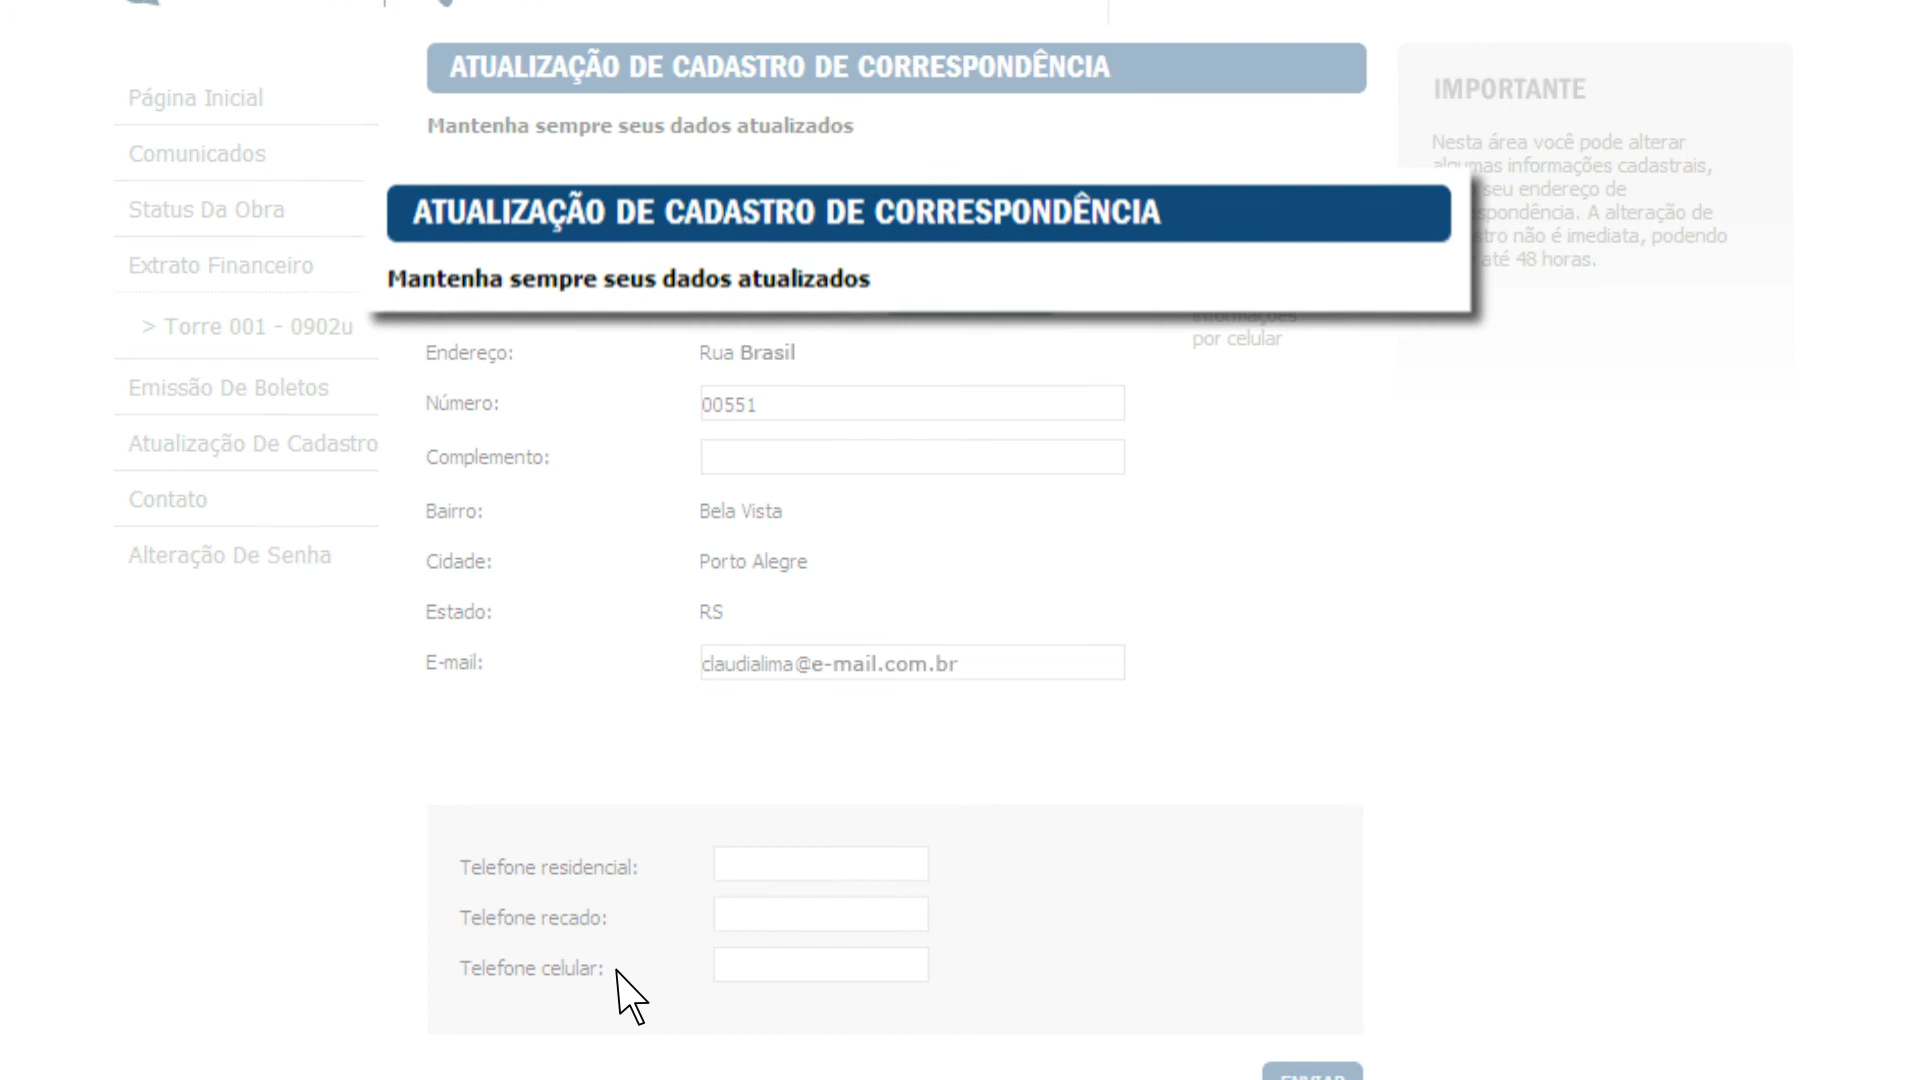 Página Inicial
Comunicados
Status Da Obra
Extrato Financeiro
> Torre 001 - 0902u
Emissão De Boletos
Atualização De Cadastro
Contato
Alteração De Senha
ATUALIZAÇÃO DE CADASTRO DE CORRESPONDÊNCIA
Mantenha sempre seus dados atualizados
ATUALIZAÇÃO DE CADASTRO DE CORRESPONDÊNCIA
Mantenha sempre seus dados atualizados
informações
por celular
Endereço: Rua Brasil
Número: 00551
Complemento:
Bairro: Bela Vista
Cidade: Porto Alegre
Estado: RS
E-mail: claudialima@e-mail.com.br
Telefone residencial:
Telefone recado:
Telefone celular:
ENVIAR
IMPORTANTE
Nesta área você pode alterar
algumas informações cadastrais,
seu endereço de
A alteração de
não é imediata, podendo
até 48 horas.